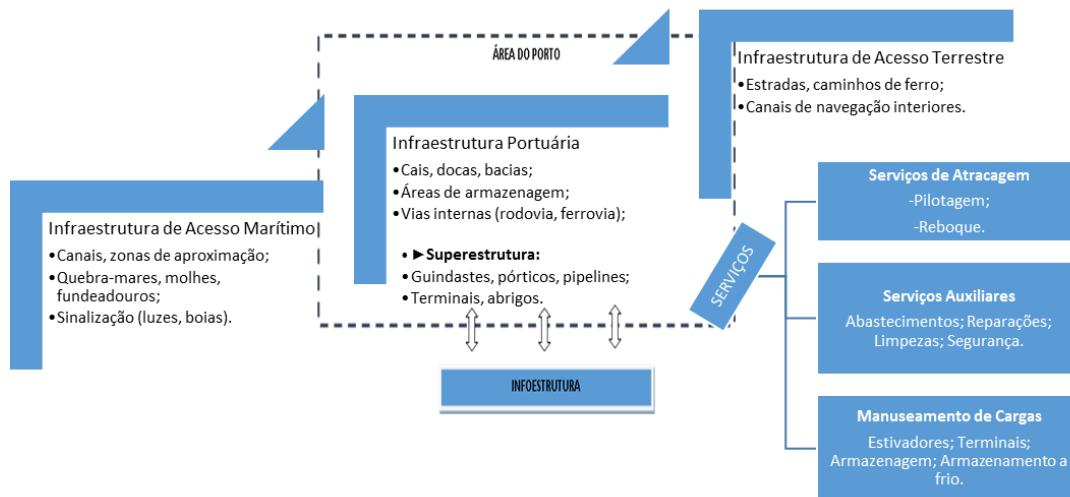 ÁREA DO PORTO
Infraestrutura de Acesso Terrestre
•Estradas, caminhos de ferro;
•Canais de navegação interiores.
Infraestrutura Portuária
•Cais, docas, bacias;
•Áreas de armazenagem;
•Vias internas (rodovia, ferrovia);
•►Superestrutura:
•Guindastes, pórticos, pipelines;
•Terminais, abrigos.
Infraestrutura de Acesso Marítimo
•Canais, zonas de aproximação;
•Quebra-mares, molhes,
fundeadouros;
•Sinalização (luzes, boias).
INFOESTRUTURA
SERVIÇOS
Serviços de Atracagem
-Pilotagem;
-Reboque.
Serviços Auxiliares
Abastecimentos; Reparações;
Limpezas; Segurança.
Manuseamento de Cargas
Estivadores; Terminais;
Armazenagem; Armazenamento a
frio.